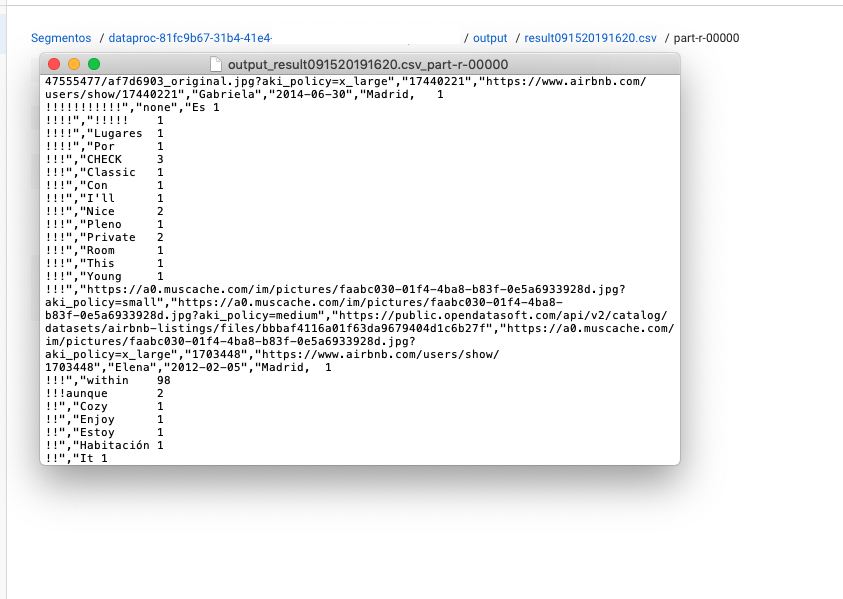 Segmentos / dataproc-81fc9b67-31b4-41e4- / output / result091520191620.csv / part-r-00000
output_result091520191620.csv_part-r-00000
47555477/af7d6903_original.jpg?aki_policy=x_large","17440221","https://www.airbnb.com/
users/show/17440221","Gabriela","2014-06-30","Madrid, 1
!!!!!!!!!!!","none","Es 1
!!!!","!!!!! 1
!!!!","Lugares 1
!!!!","Por 1
!!!","CHECK 3
!!!","Classic 1
!!!","Con 1
!!!","I'll 1
!!!","Nice 2
!!!","Pleno 1
!!!","Private 2
!!!","Room 1
!!!","This 1
!!!","Young 1
!!!","https://a0.muscache.com/im/pictures/faabc030-01f4-4ba8-b83f-0e5a6933928d.jpg?
aki_policy=small","https://a0.muscache.com/im/pictures/faabc030-01f4-4ba8-
b83f-0e5a6933928d.jpg?aki_policy=medium","https://public.opendatasoft.com/api/v2/catalog/
datasets/airbnb-listings/files/bbbaf4116a01f63da9679404d1c6b27f","https://a0.muscache.com/
im/pictures/faabc030-01f4-4ba8-b83f-0e5a6933928d.jpg?
aki_policy=x_large","1703448","https://www.airbnb.com/users/show/
1703448","Elena","2012-02-05","Madrid, 1
!!!","within 98
!!!aunque 2
!!","Cozy 1
!!","Enjoy 1
!!","Estoy 1
!!","Habitación 1
!!","It 1